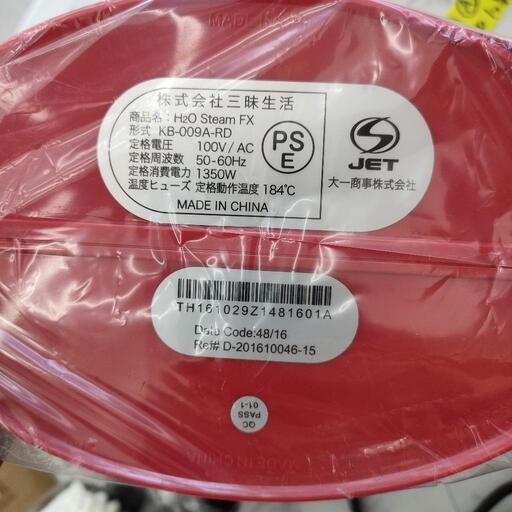 MADE IN CHINA
株式会社三昧生活
商品名:H2O Steam FX
形式 KB-009A-RD
定格電圧 100V/AC
定格周波数 50-60Hz
定格消費電力 1350W
温度ヒューズ 定格動作温度 184℃
MADE IN CHINA
PS
E
JET
大一商事株式会社
TH161029Z1481601A
Date Code:48/16
Ref# D-201610046-15
QC
PASS
01-1
MADE IN CHINA